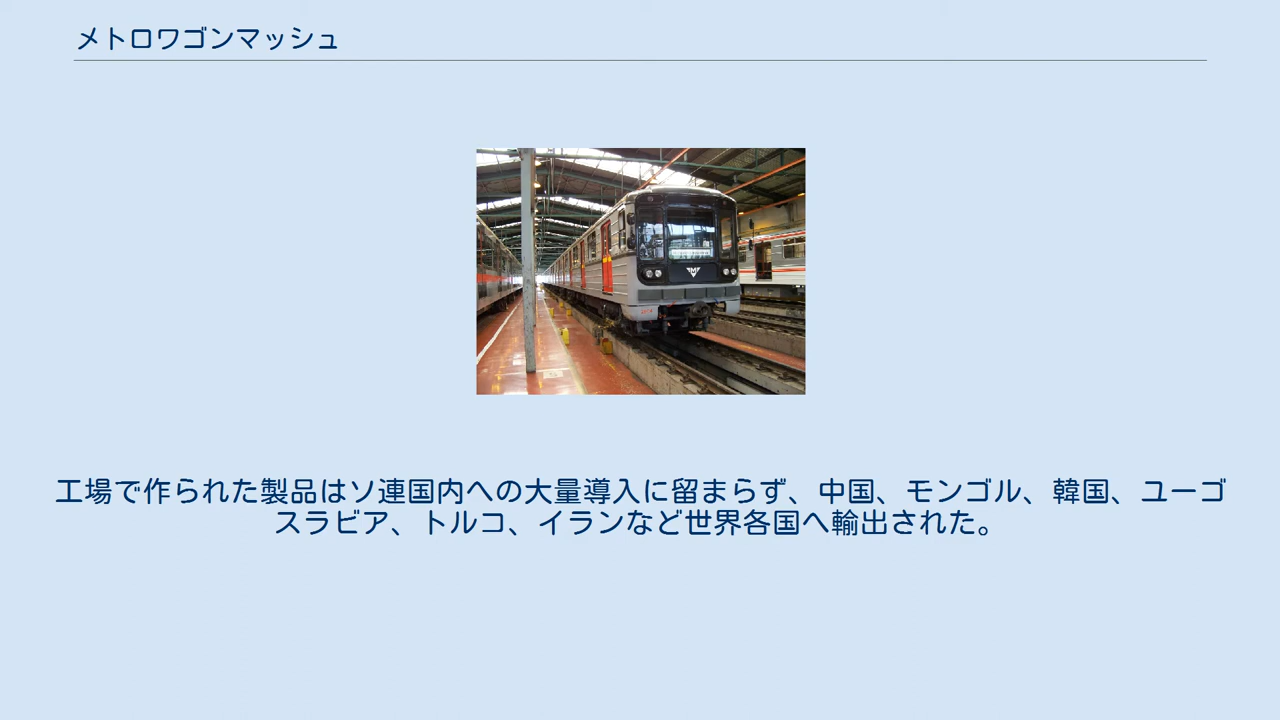 メトロワゴンマッシュ
工場で作られた製品はソ連国内への大量導入に留まらず、中国、モンゴル、韓国、ユーゴ
スラビア、トルコ、イランなど世界各国へ輸出された。